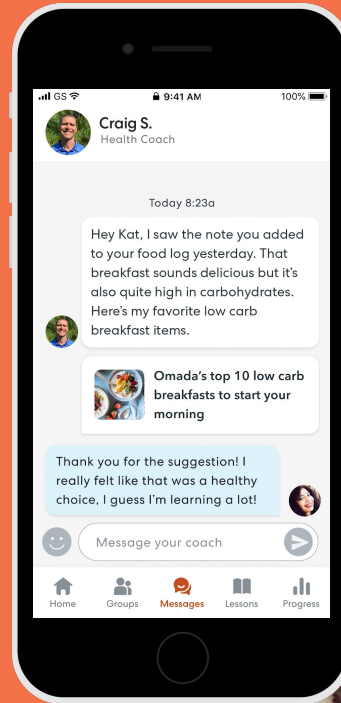 GS 9:41 AM 100%
Craig S.
Health Coach
Today 8:23a
Hey Kat, I saw the note you added
to your food log yesterday. That
breakfast sounds delicious but it’s
also quite high in carbohydrates.
Here’s my favorite low carb
breakfast items.
Omada’s top 10 low carb
breakfasts to start your
morning
Thank you for the suggestion! I
really felt like that was a healthy
choice, I guess I’m learning a lot!
Message your coach
Home Groups Messages Lessons Progress